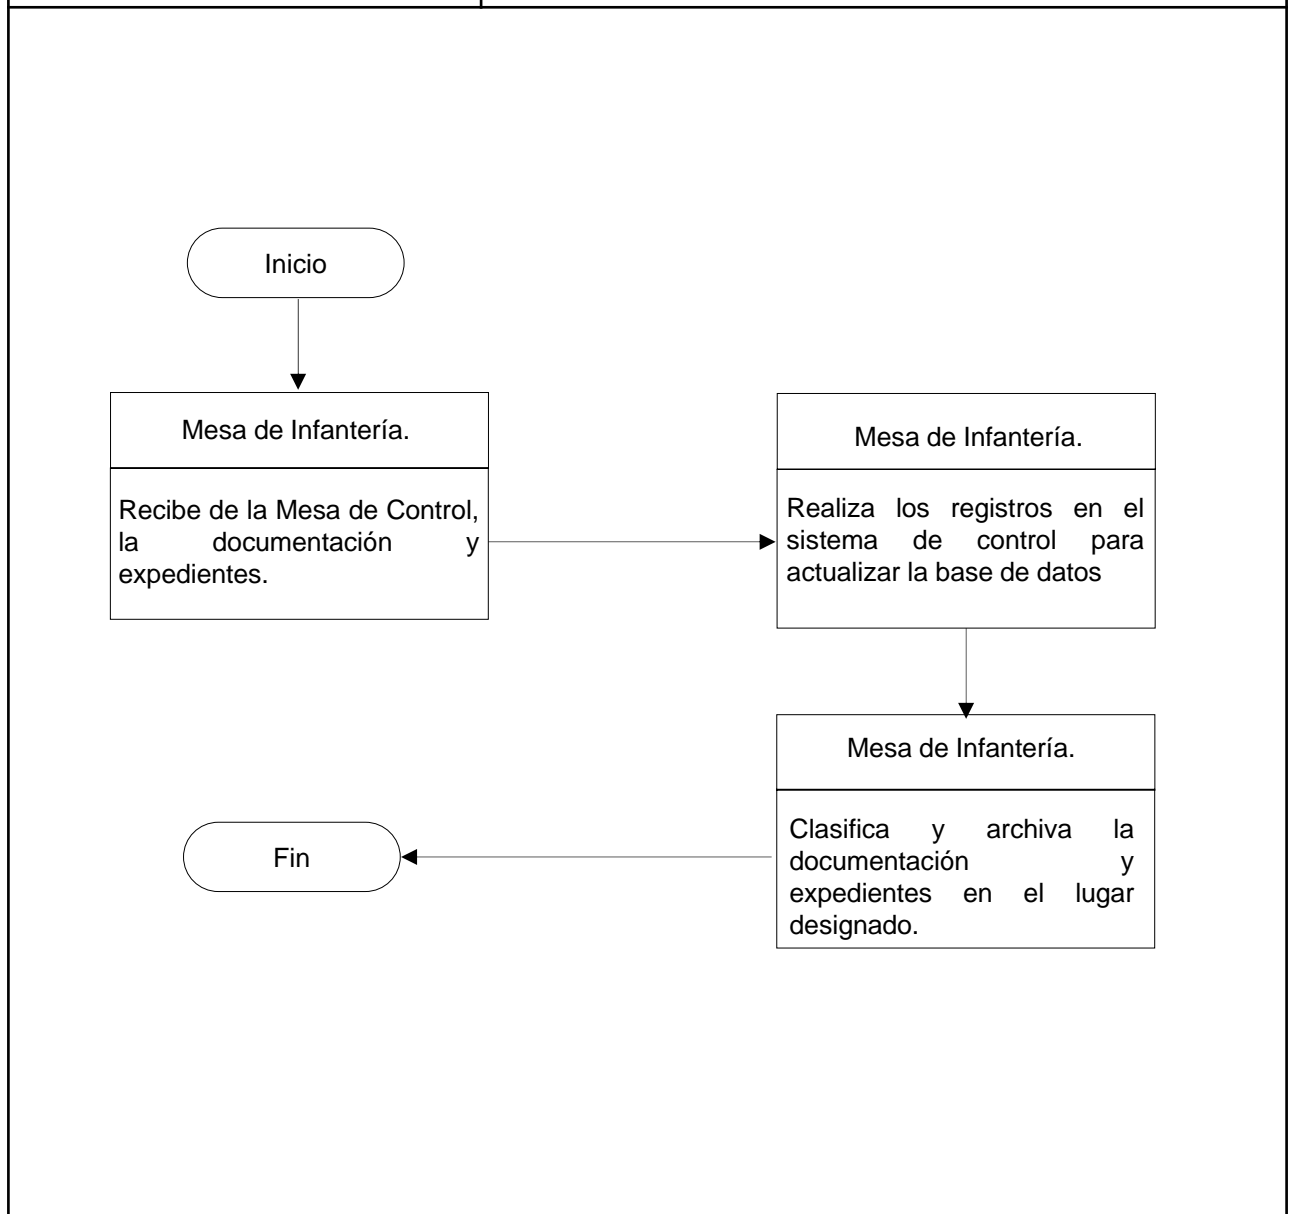 Inicio
Mesa de Infantería.
Recibe de la Mesa de Control,
la documentación y
expedientes.
Mesa de Infantería.
Realiza los registros en el
sistema de control para
actualizar la base de datos
Mesa de Infantería.
Clasifica y archiva la
documentación y
expedientes en el lugar
designado.
Fin